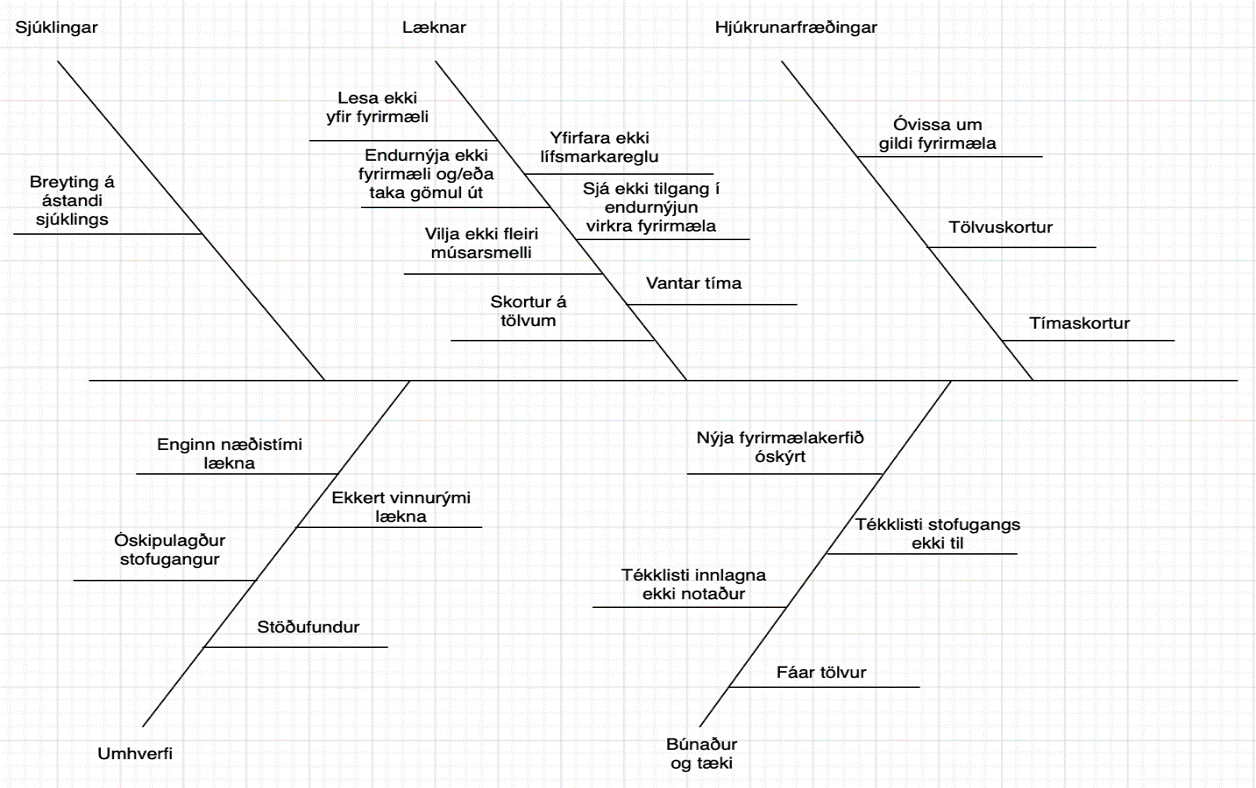 Sjúklingar
Breyting á
ástandi
sjúklings
Læknar
Lesa ekki
yfir fyrirmæli
Endurnýja ekki
fyrirmæli og/eða
taka gömul út
Vilja ekki fleiri
músarsmelli
Skortur á
tölvum
Yfirfara ekki
lífsmarkareglu
Sjá ekki tilgang í
endurnýjun
virkra fyrirmæla
Vantar tíma
Hjúkrunarfræðingar
Óvissa um
gildi fyrirmæla
Tölvuskortur
Tímaskortur
Enginn næðistími
lækna
Ekkert vinnurými
lækna
Óskipulagður
stofugangur
Stöðufundur
Umhverfi
Nýja fyrirmælakerfið
óskýrt
Tékklisti stofugangs
ekki til
Tékklisti innlagna
ekki notaður
Fáar tölvur
Búnaður
og tæki